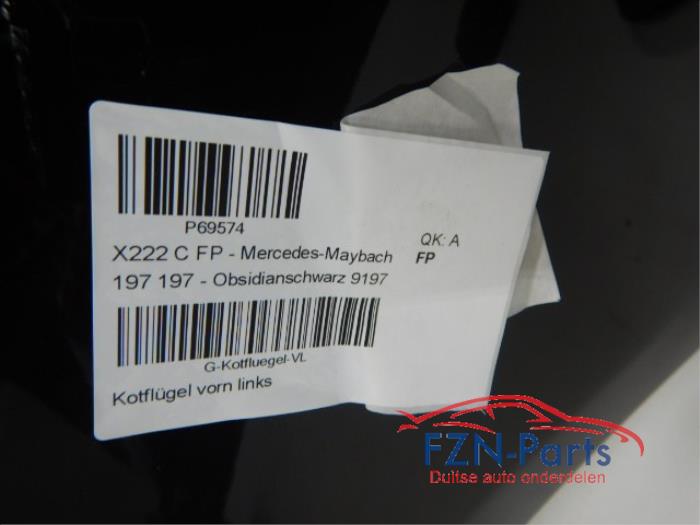 P69574
X222 C FP - Mercedes-Maybach
QK: A
FP
197 197 - Obsidianschwarz 9197
G-Kotfluegel-VL
Kotflügel vorn links
FZN-Parts
Duitse auto onderdelen